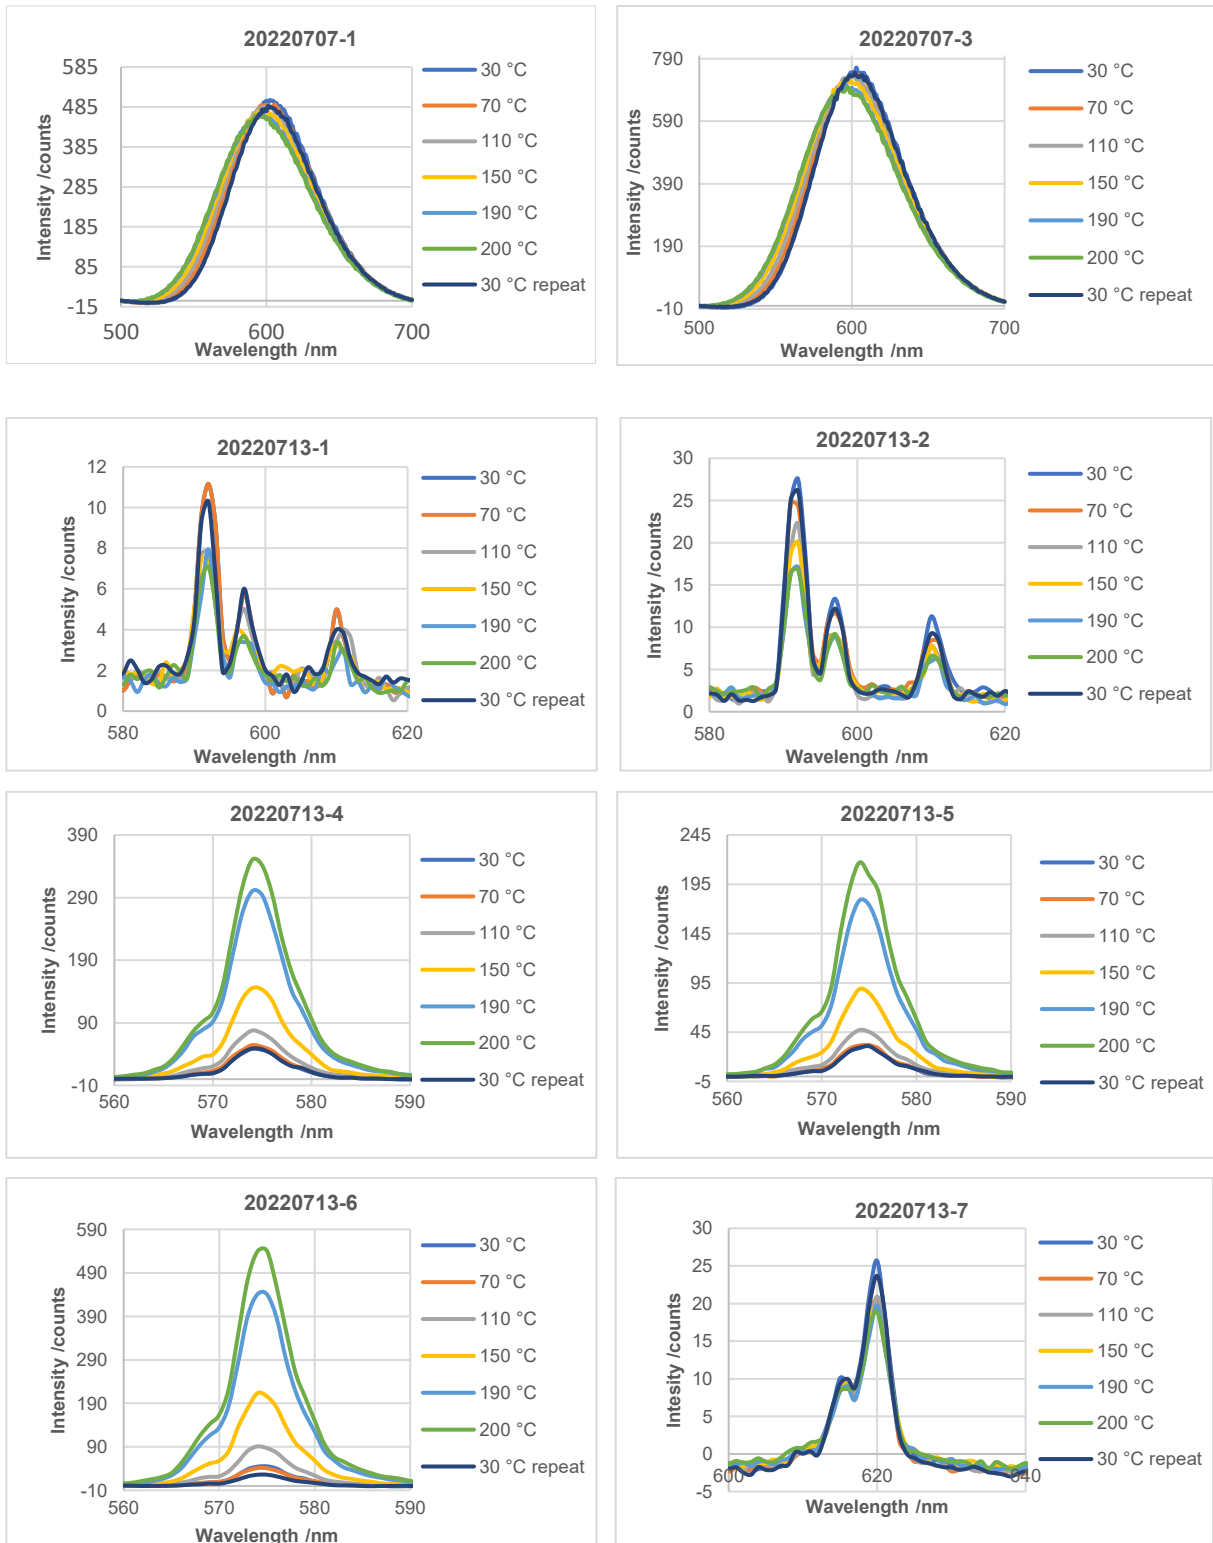 20220707-1
585
485
385
285
185
85
-15
500
600
700
Intensity /counts
Wavelength /nm
30 °C
70 °C
110 °C
150 °C
190 °C
200 °C
30 °C repeat
20220707-3
790
590
390
190
-10
500
600
700
Intensity /counts
Wavelength /nm
30 °C
70 °C
110 °C
150 °C
190 °C
200 °C
30 °C repeat
20220713-1
12
10
8
6
4
2
0
580
600
620
Intensity /counts
Wavelength /nm
30 °C
70 °C
110 °C
150 °C
190 °C
200 °C
30 °C repeat
20220713-2
30
25
20
15
10
5
0
580
600
620
Intensity /counts
Wavelength /nm
30 °C
70 °C
110 °C
150 °C
190 °C
200 °C
30 °C repeat
20220713-4
390
290
190
90
-10
560
570
580
590
Intensity /counts
Wavelength /nm
30 °C
70 °C
110 °C
150 °C
190 °C
200 °C
30 °C repeat
20220713-5
245
195
145
95
45
-5
560
570
580
590
Intensity /counts
Wavelength /nm
30 °C
70 °C
110 °C
150 °C
190 °C
200 °C
30 °C repeat
20220713-6
590
490
390
290
190
90
-10
560
570
580
590
Intensity /counts
Wavelength /nm
30 °C
70 °C
110 °C
150 °C
190 °C
200 °C
30 °C repeat
20220713-7
30
25
20
15
10
5
0
-5
600
620
640
Intesity /counts
Wavelength /nm
30 °C
70 °C
110 °C
150 °C
190 °C
200 °C
30 °C repeat